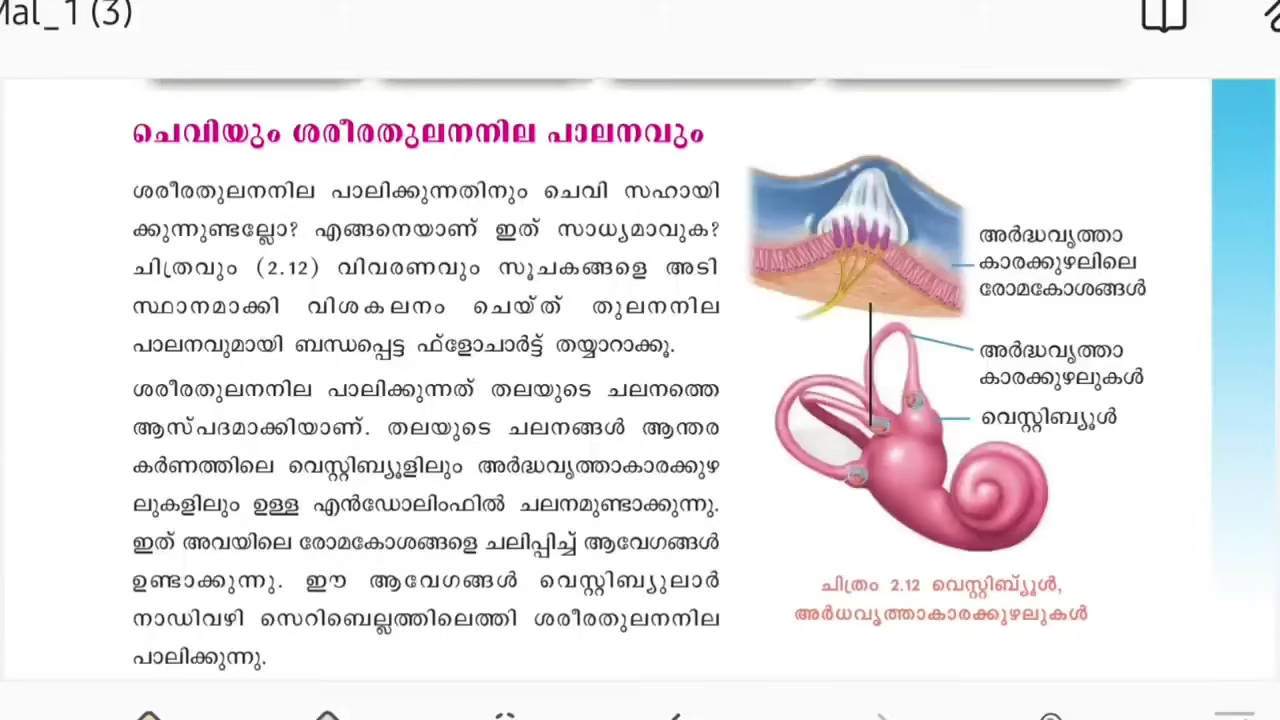 Mal_1 (3)
ചെവിയും ശരീരതുലനനില പാലനവും
ശരീരതുലനനില പാലിക്കുന്നതിനും ചെവി സഹായി
ക്കുന്നുണ്ടല്ലോ? എങ്ങനെയാണ് ഇത് സാധ്യമാവുക?
ചിത്രവും (2.12) വിവരണവും സൂചകങ്ങളെ അടി
സ്ഥാനമാക്കി വിശകലനം ചെയ്ത് തുലനനില
പാലനവുമായി ബന്ധപ്പെട്ട ഫ്ളോചാർട്ട് തയ്യാറാക്കൂ.
ശരീരതുലനനില പാലിക്കുന്നത് തലയുടെ ചലനത്തെ
ആസ്പദമാക്കിയാണ്. തലയുടെ ചലനങ്ങൾ ആന്തര
കർണത്തിലെ വെസ്റ്റിബ്യൂളിലും അർദ്ധവൃത്താകാരക്കുഴ
ലുകളിലും ഉള്ള എൻഡോലിംഫിൽ ചലനമുണ്ടാക്കുന്നു.
ഇത് അവയിലെ രോമകോശങ്ങളെ ചലിപ്പിച്ച് ആവേഗങ്ങൾ
ഉണ്ടാക്കുന്നു. ഈ ആവേഗങ്ങൾ വെസ്റ്റിബ്യുലാർ
നാഡിവഴി സെറിബെല്ലത്തിലെത്തി ശരീരതുലനനില
പാലിക്കുന്നു.
അർദ്ധവൃത്താ
കാരക്കുഴലിലെ
രോമകോശങ്ങൾ
അർദ്ധവൃത്താ
കാരക്കുഴലുകൾ
വെസ്റ്റിബ്യൂൾ
ചിത്രം 2.12 വെസ്റ്റിബ്യൂൾ,
അർധവൃത്താകാരക്കുഴലുകൾ